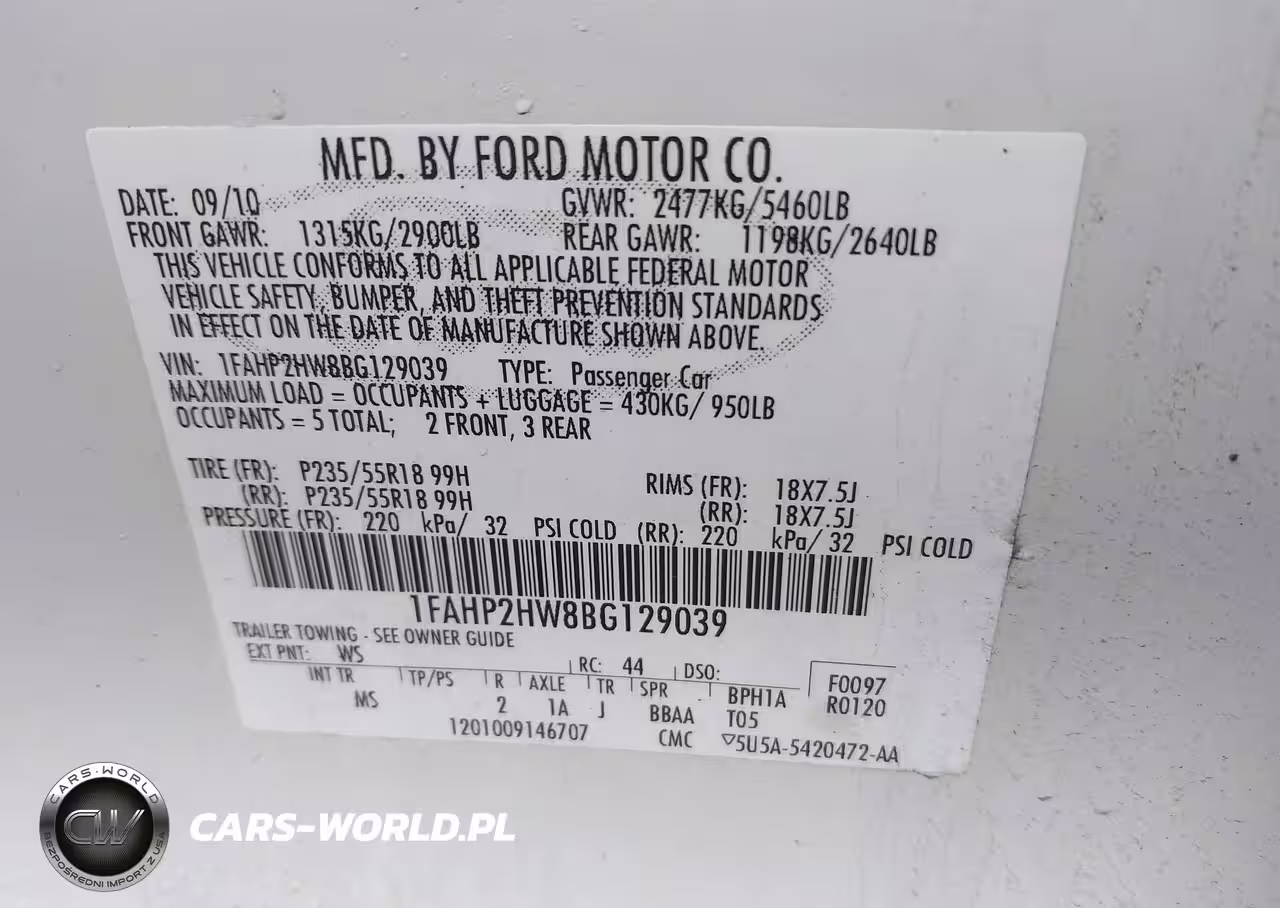 MFD. BY FORD MOTOR CO.
DATE: 09/10 GVWR: 2477KG/5460LB
FRONT GAWR: 1315KG/2900LB REAR GAWR: 1198KG/2640LB
THIS VEHICLE CONFORMS TO ALL APPLICABLE FEDERAL MOTOR
VEHICLE SAFETY, BUMPER, AND THEFT PREVENTION STANDARDS
IN EFFECT ON THE DATE OF MANUFACTURE SHOWN ABOVE.
VIN: 1FAHP2HW8BG129039 TYPE: Passenger Car
MAXIMUM LOAD = OCCUPANTS + LUGGAGE = 430KG/ 950LB
OCCUPANTS = 5 TOTAL; 2 FRONT, 3 REAR
TIRE (FR): P235/55R18 99H RIMS (FR): 18X7.5J
(RR): P235/55R18 99H (RR): 18X7.5J
PRESSURE (FR): 220 kPa/ 32 PSI COLD (RR): 220 kPa/ 32 PSI COLD
1FAHP2HW8BG129039
TRAILER TOWING - SEE OWNER GUIDE
EXT PNT: WS RC: 44 DSO: F0097
INT TR TP/PS R AXLE TR SPR BPH1A R0120
MS 2 1A J BBAA T05
1201009146707 CMC ▽5U5A-5420472-AA
CARS-WORLD
CW
BEZPOŚREDNI IMPORT Z USA
CARS-WORLD.PL